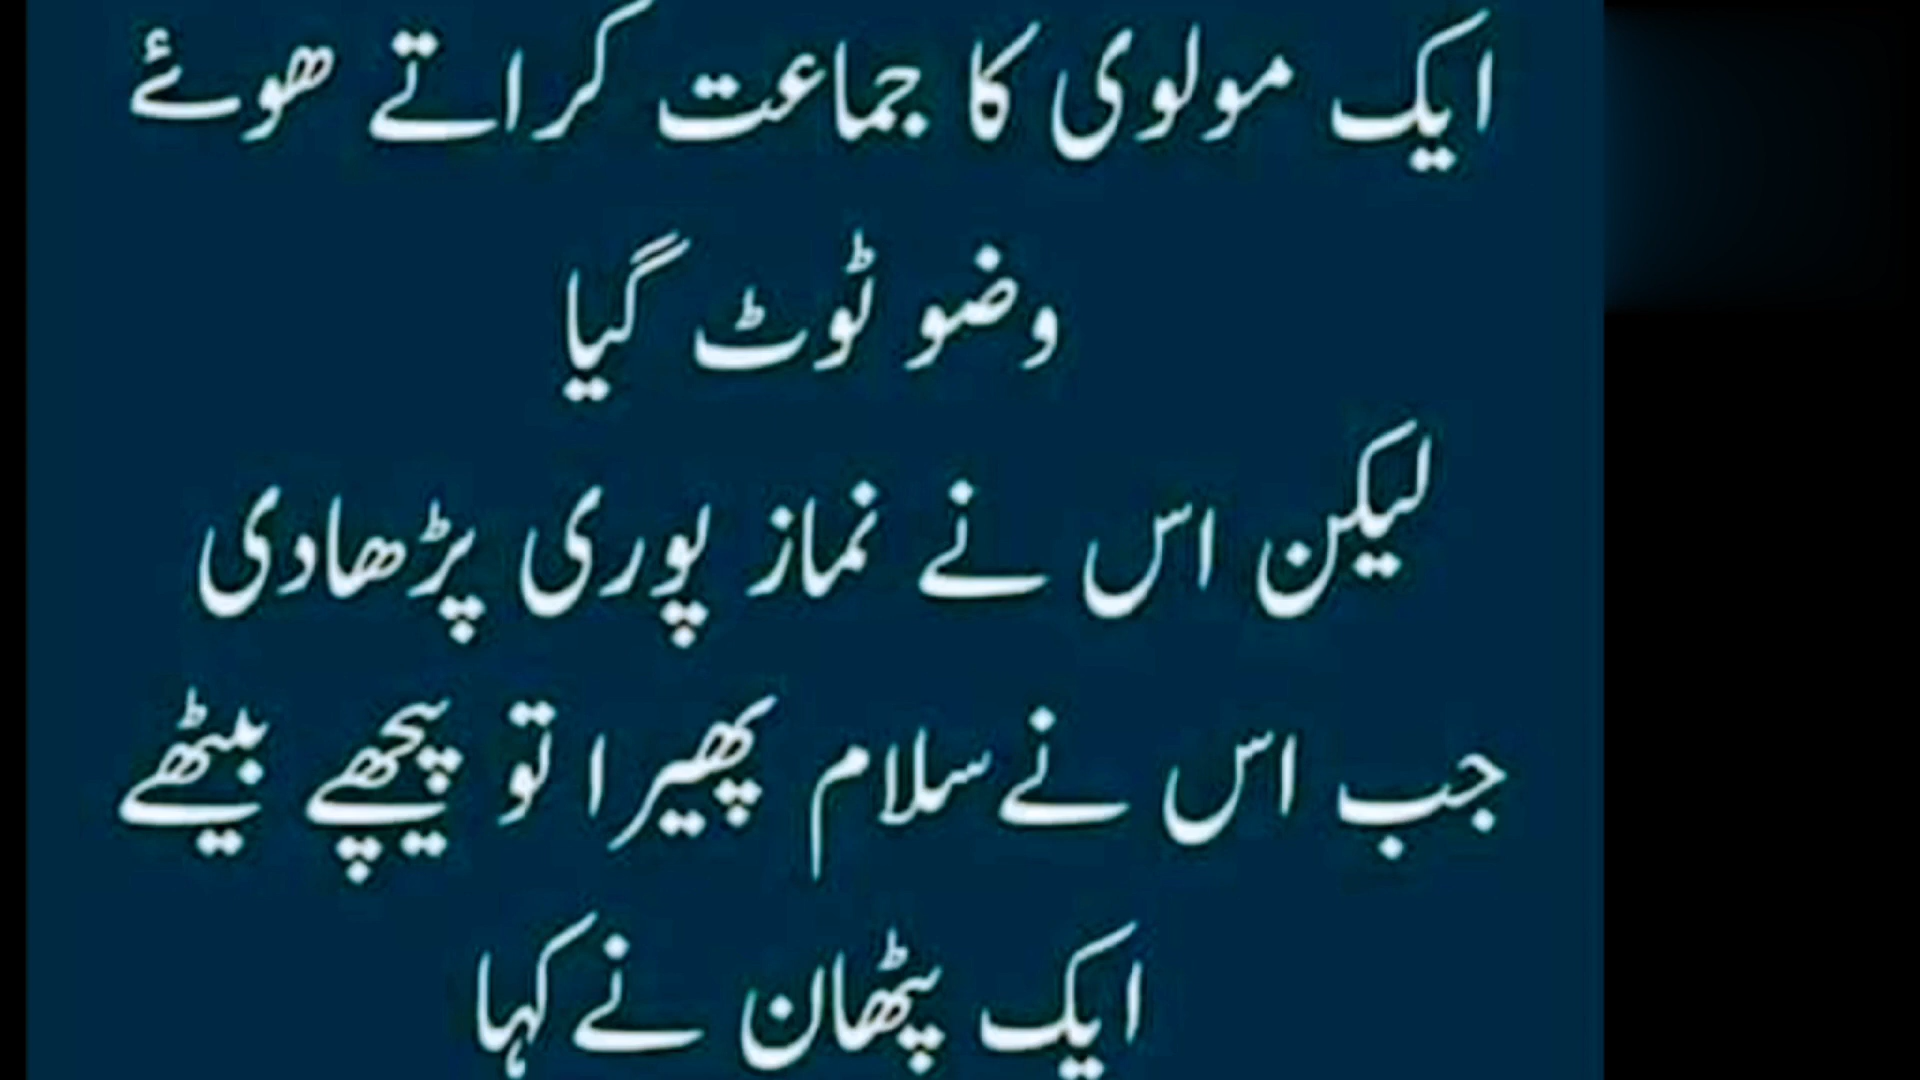 ایک مولوی کا جماعت کراتے ھوئے
وضو ٹوٹ گیا
لیکن اس نے نماز پوری پڑھادی
جب اس نے سلام پھیرا تو پیچھے بیٹھے
ایک پٹھان نے کہا